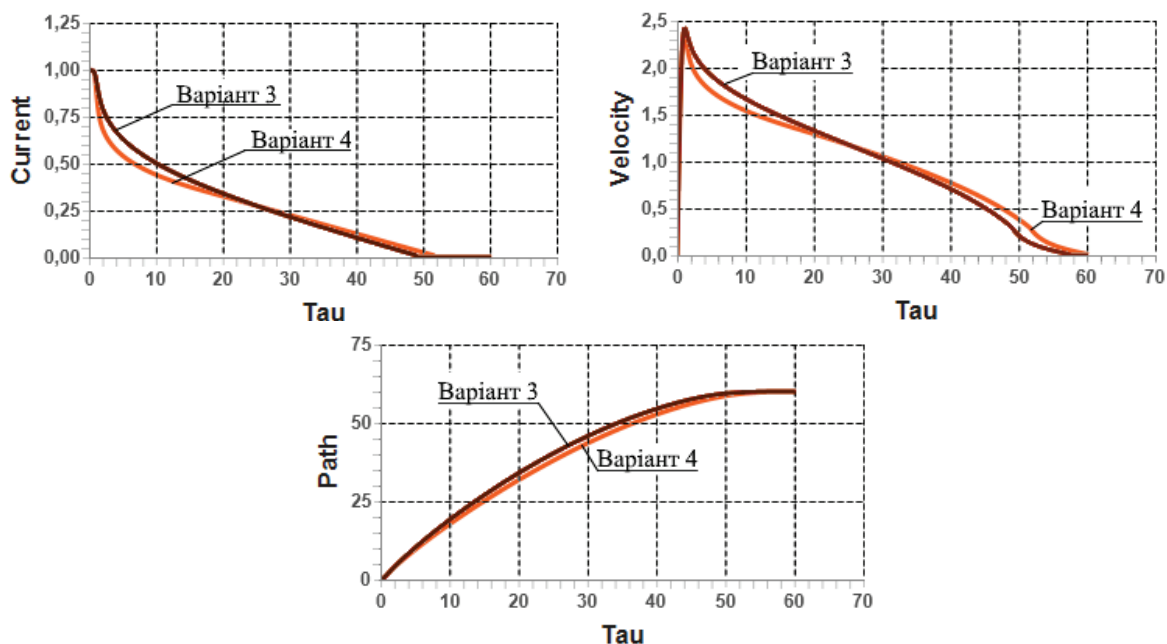 1,25
1,00
0,75
0,50
0,25
0,00
0 10 20 30 40 50 60 70
Current
Tau
Варіант 3
Варіант 4
2,5
2,0
1,5
1,0
0,5
0,0
0 10 20 30 40 50 60 70
Velocity
Tau
Варіант 3
Варіант 4
75
50
25
0
0 10 20 30 40 50 60 70
Path
Tau
Варіант 3
Варіант 4